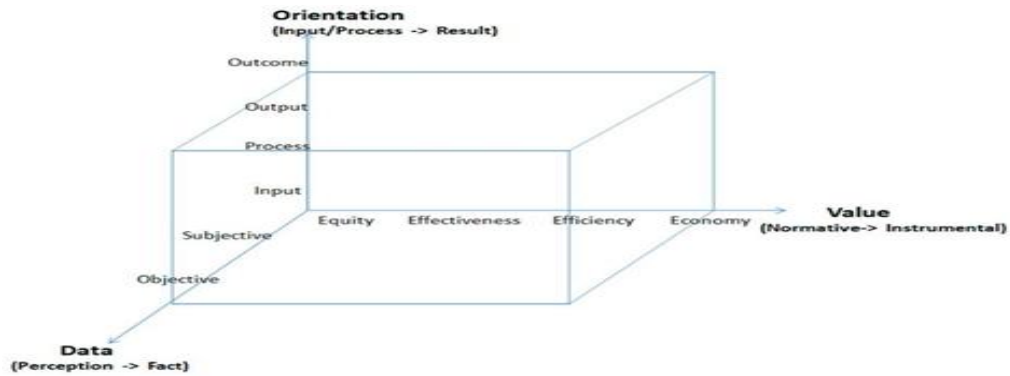 Orientation
(Input/Process -> Result)
Outcome
Output
Process
Input
Equity Effectiveness Efficiency Economy
Value
(Normative-> Instrumental)
Subjective
Objective
Data
(Perception -> Fact)